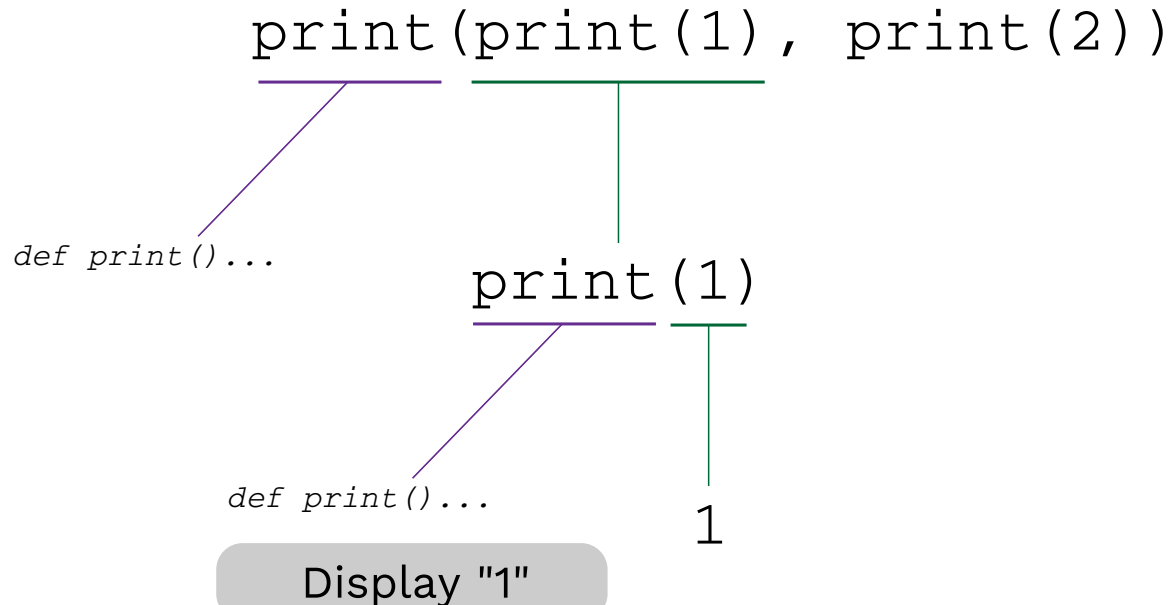 print(print(1), print(2))
def print()...
print(1)
def print()...
1
Display "1"